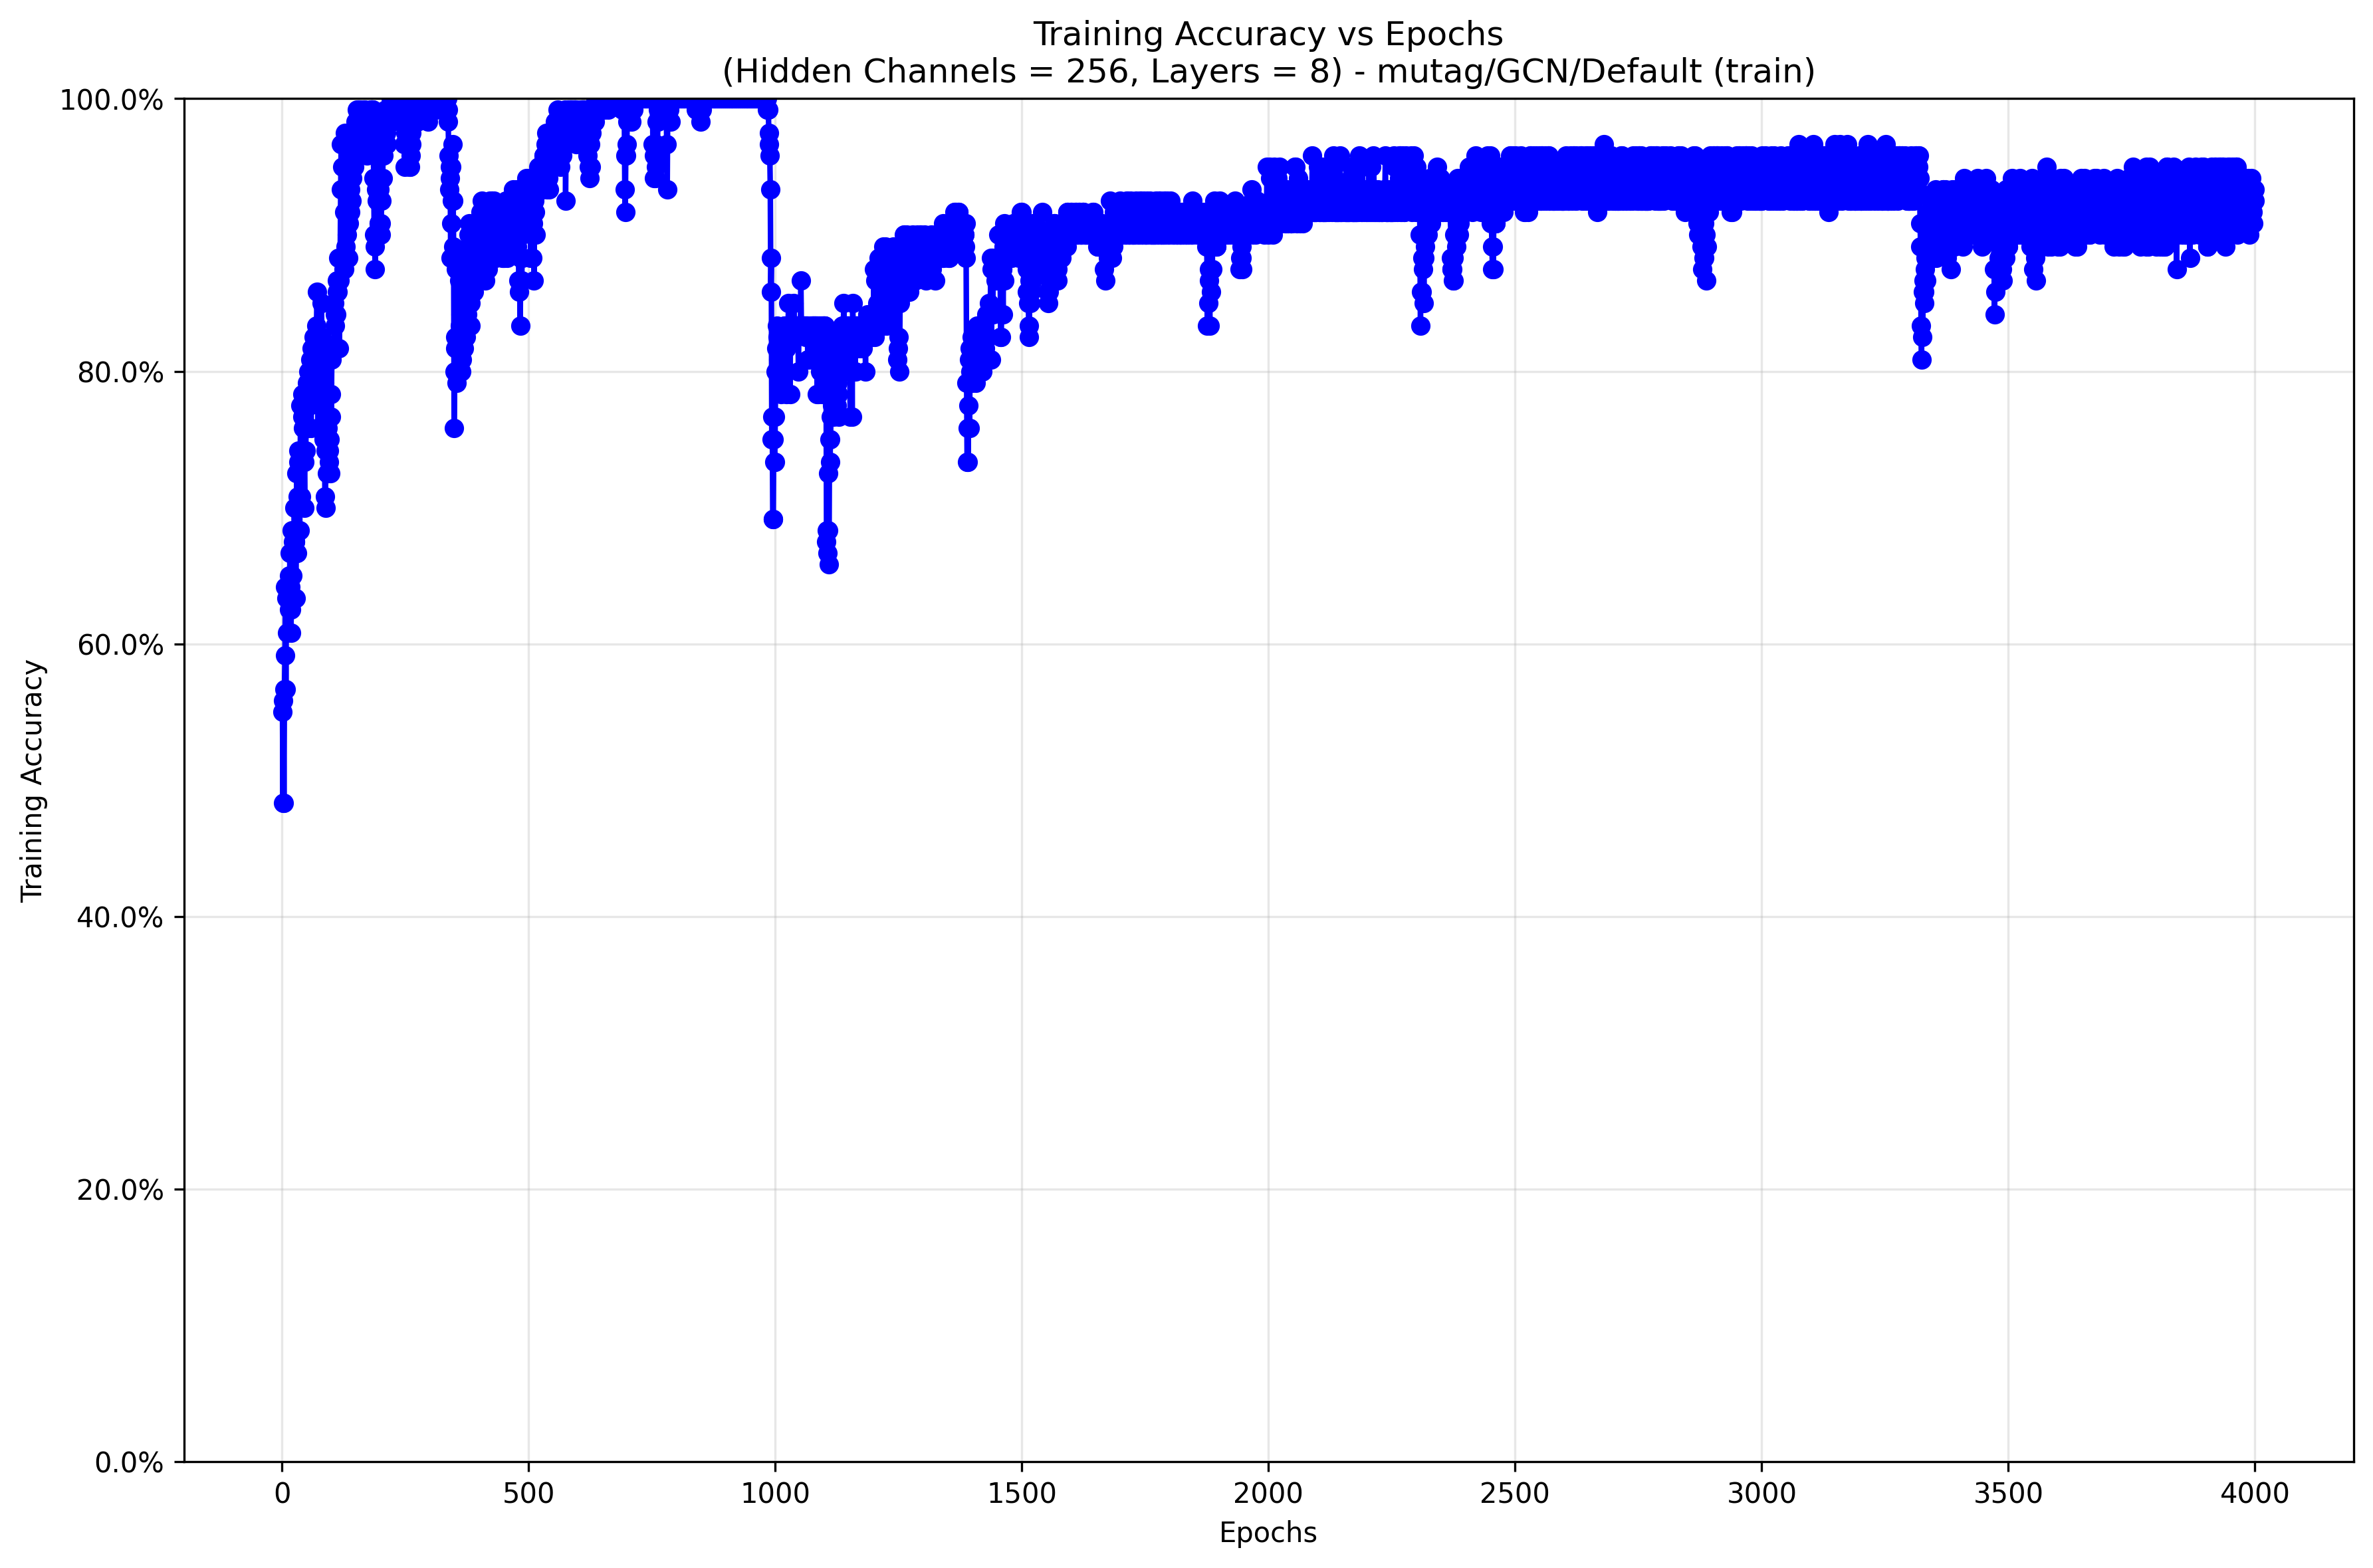 Training Accuracy vs Epochs
(Hidden Channels = 256, Layers = 8) - mutag/GCN/Default (train)
100.0%
80.0%
60.0%
40.0%
20.0%
0.0%
Training Accuracy
0 500 1000 1500 2000 2500 3000 3500 4000
Epochs